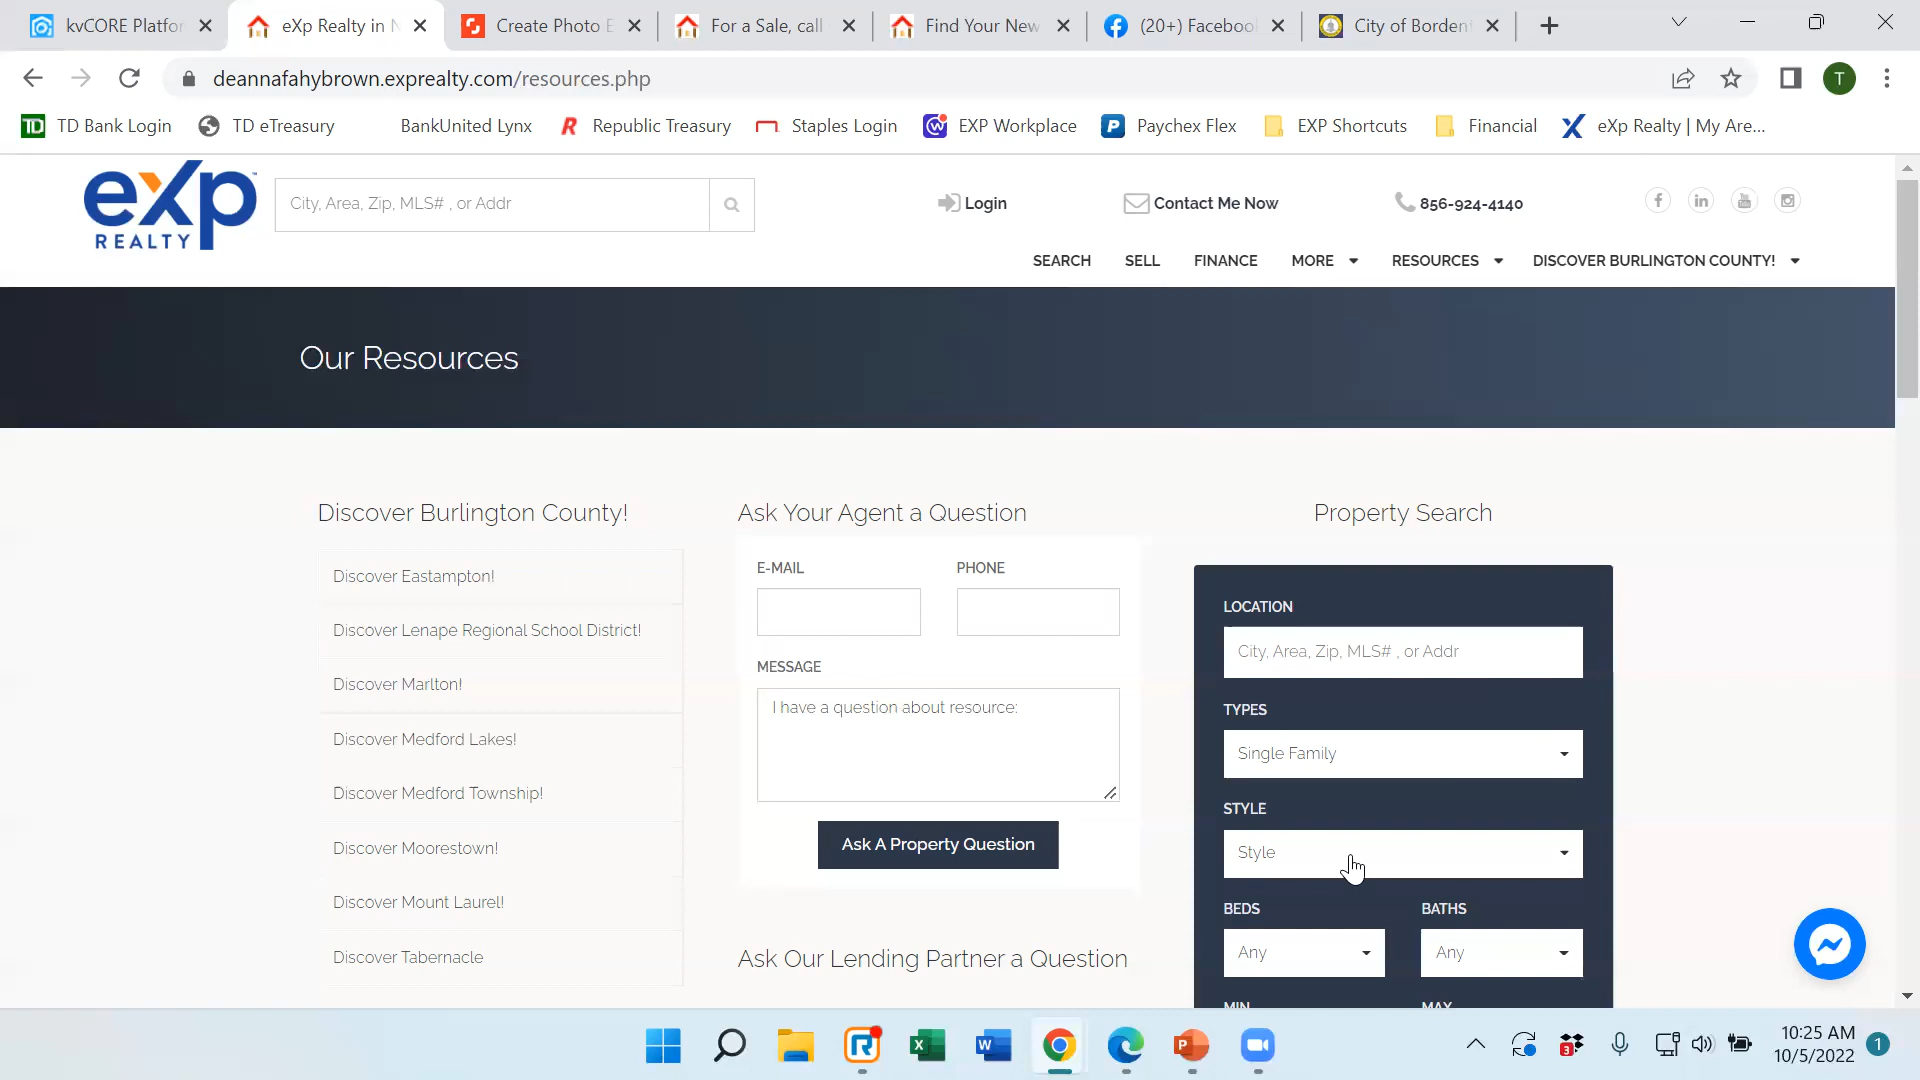 kvCORE Platfor
eXp Realty in N
Create Photo E
For a Sale, call
Find Your New
(20+) Facebook
City of Bordent
deannafahybrown.exprealty.com/resources.php
T
TD
TD Bank Login
TD eTreasury
BankUnited Lynx
Republic Treasury
Staples Login
EXP Workplace
Paychex Flex
EXP Shortcuts
Financial
eXp Realty | My Are...
eXp
REALTY
City, Area, Zip, MLS# , or Addr
Login
Contact Me Now
856-924-4140
SEARCH
SELL
FINANCE
MORE
RESOURCES
DISCOVER BURLINGTON COUNTY!
Our Resources
Discover Burlington County!
Discover Eastampton!
Discover Lenape Regional School District!
Discover Marlton!
Discover Medford Lakes!
Discover Medford Township!
Discover Moorestown!
Discover Mount Laurel!
Discover Tabernacle
Ask Your Agent a Question
E-MAIL
PHONE
MESSAGE
I have a question about resource:
Ask A Property Question
Ask Our Lending Partner a Question
Property Search
LOCATION
City, Area, Zip, MLS# , or Addr
TYPES
Single Family
STYLE
Style
BEDS
BATHS
Any
Any
MIN
MAX
10:25 AM
10/5/2022
1
3